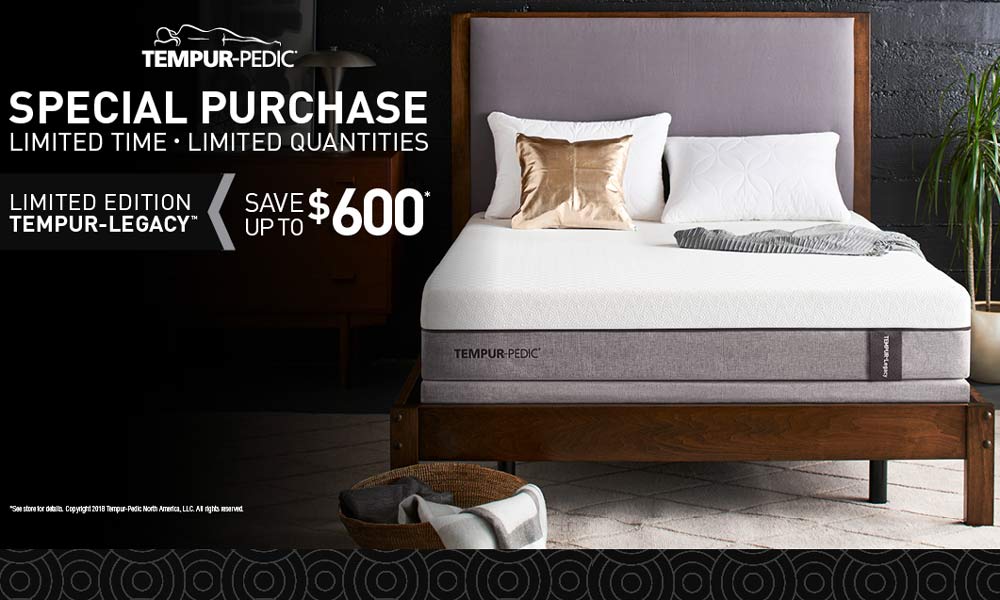 TEMPUR-PEDIC®
SPECIAL PURCHASE
LIMITED TIME • LIMITED QUANTITIES
LIMITED EDITION
TEMPUR-LEGACY™
SAVE
UP TO
$600*
TEMPUR-PEDIC®
TEMPUR-Legacy
*See store for details. Copyright 2018 Tempur-Pedic North America, LLC. All rights reserved.